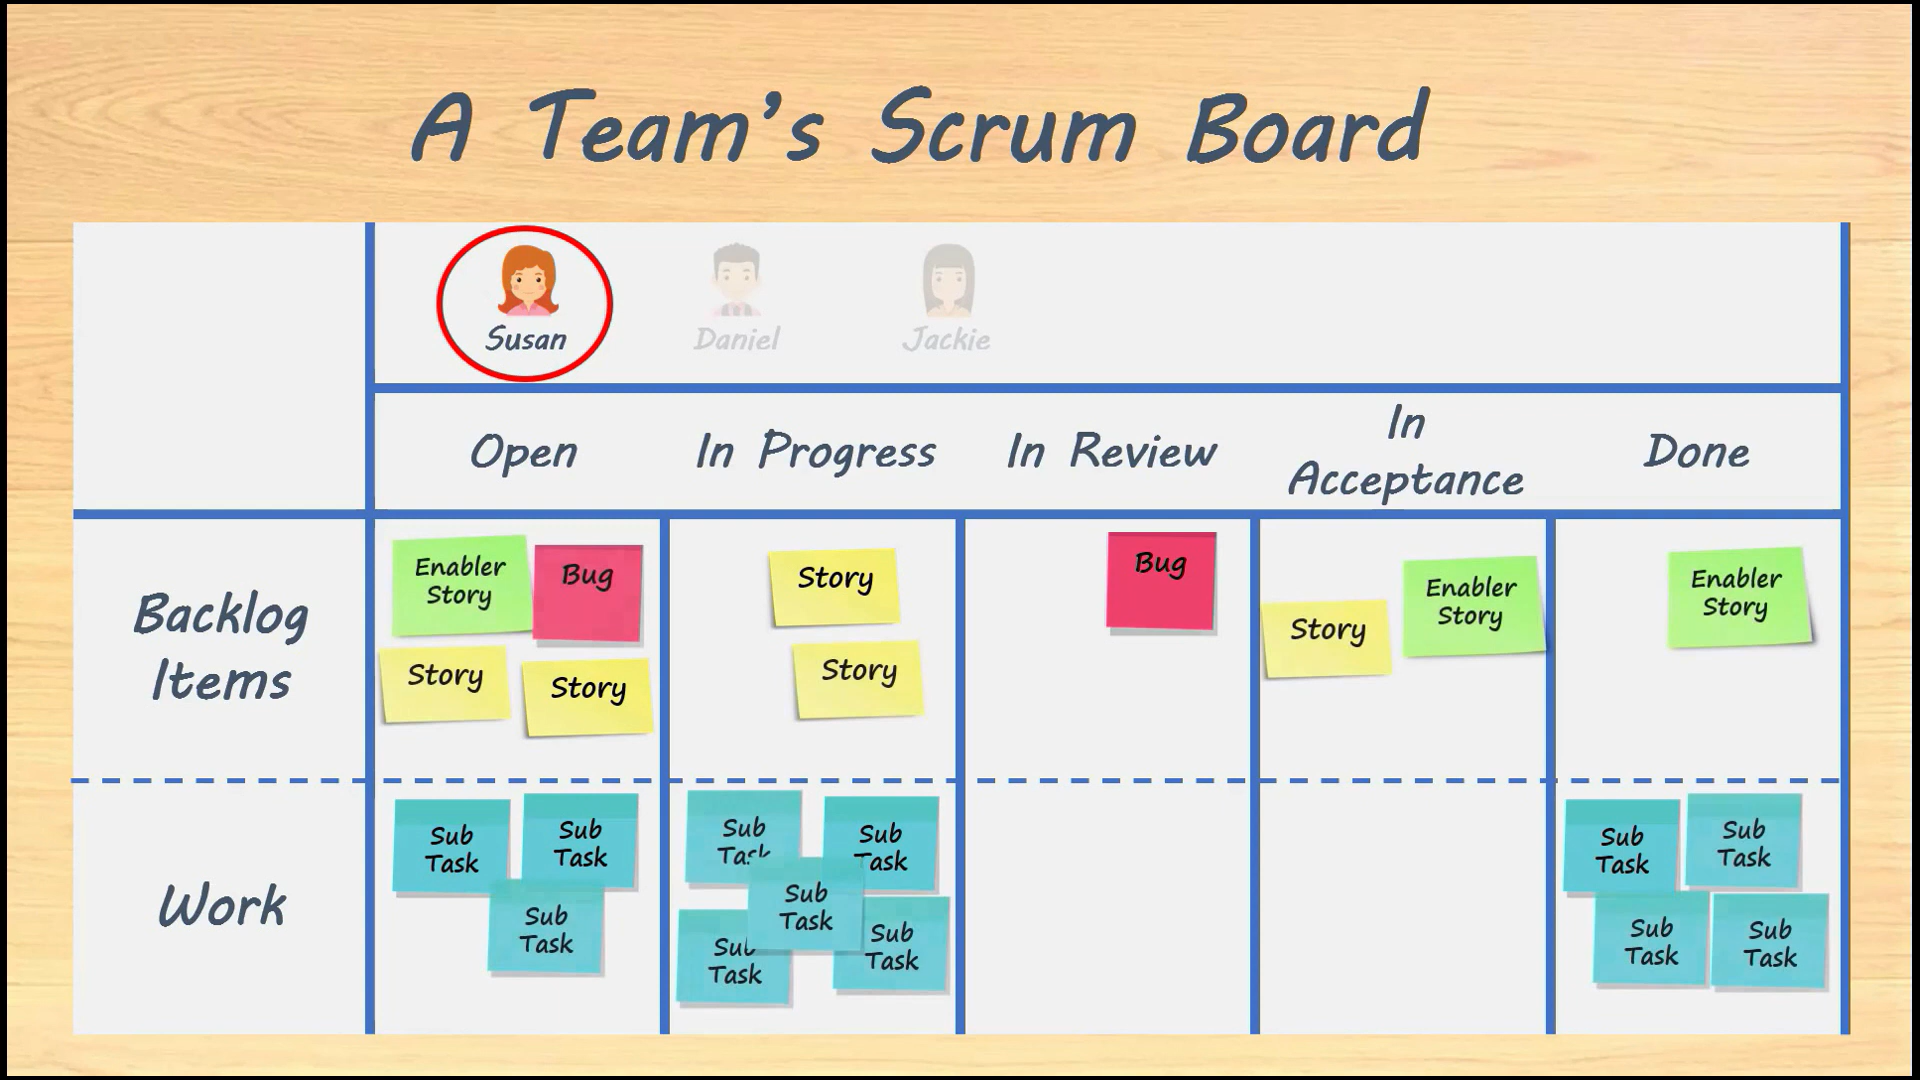 A Team's Scrum Board
Susan
Daniel
Jackie
Open
In Progress
In Review
In
Acceptance
Done
Backlog
Items
Enabler
Story
Bug
Story
Story
Story
Story
Bug
Story
Enabler
Story
Enabler
Story
Work
Sub
Task
Sub
Task
Sub
Task
Sub
Task
Sub
Task
Sub
Task
Sub
Task
Sub
Task
Sub
Task
Sub
Task
Sub
Task
Sub
Task